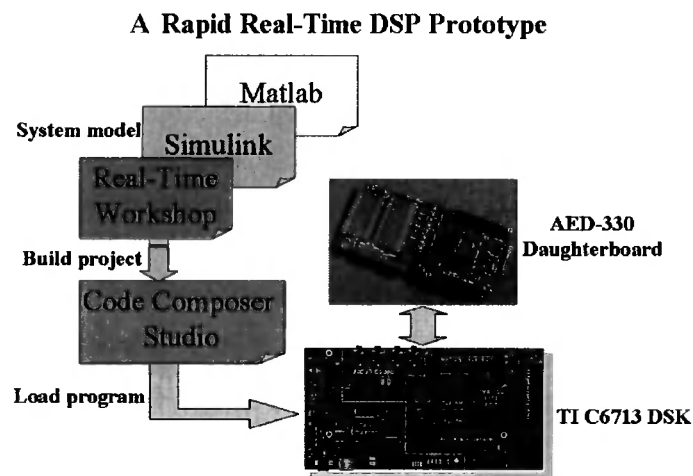 A Rapid Real-Time DSP Prototype
Matlab
System model
Simulink
Real-Time
Workshop
Build project
AED-330
Daughterboard
Code Composer
Studio
Load program
TI C6713 DSK